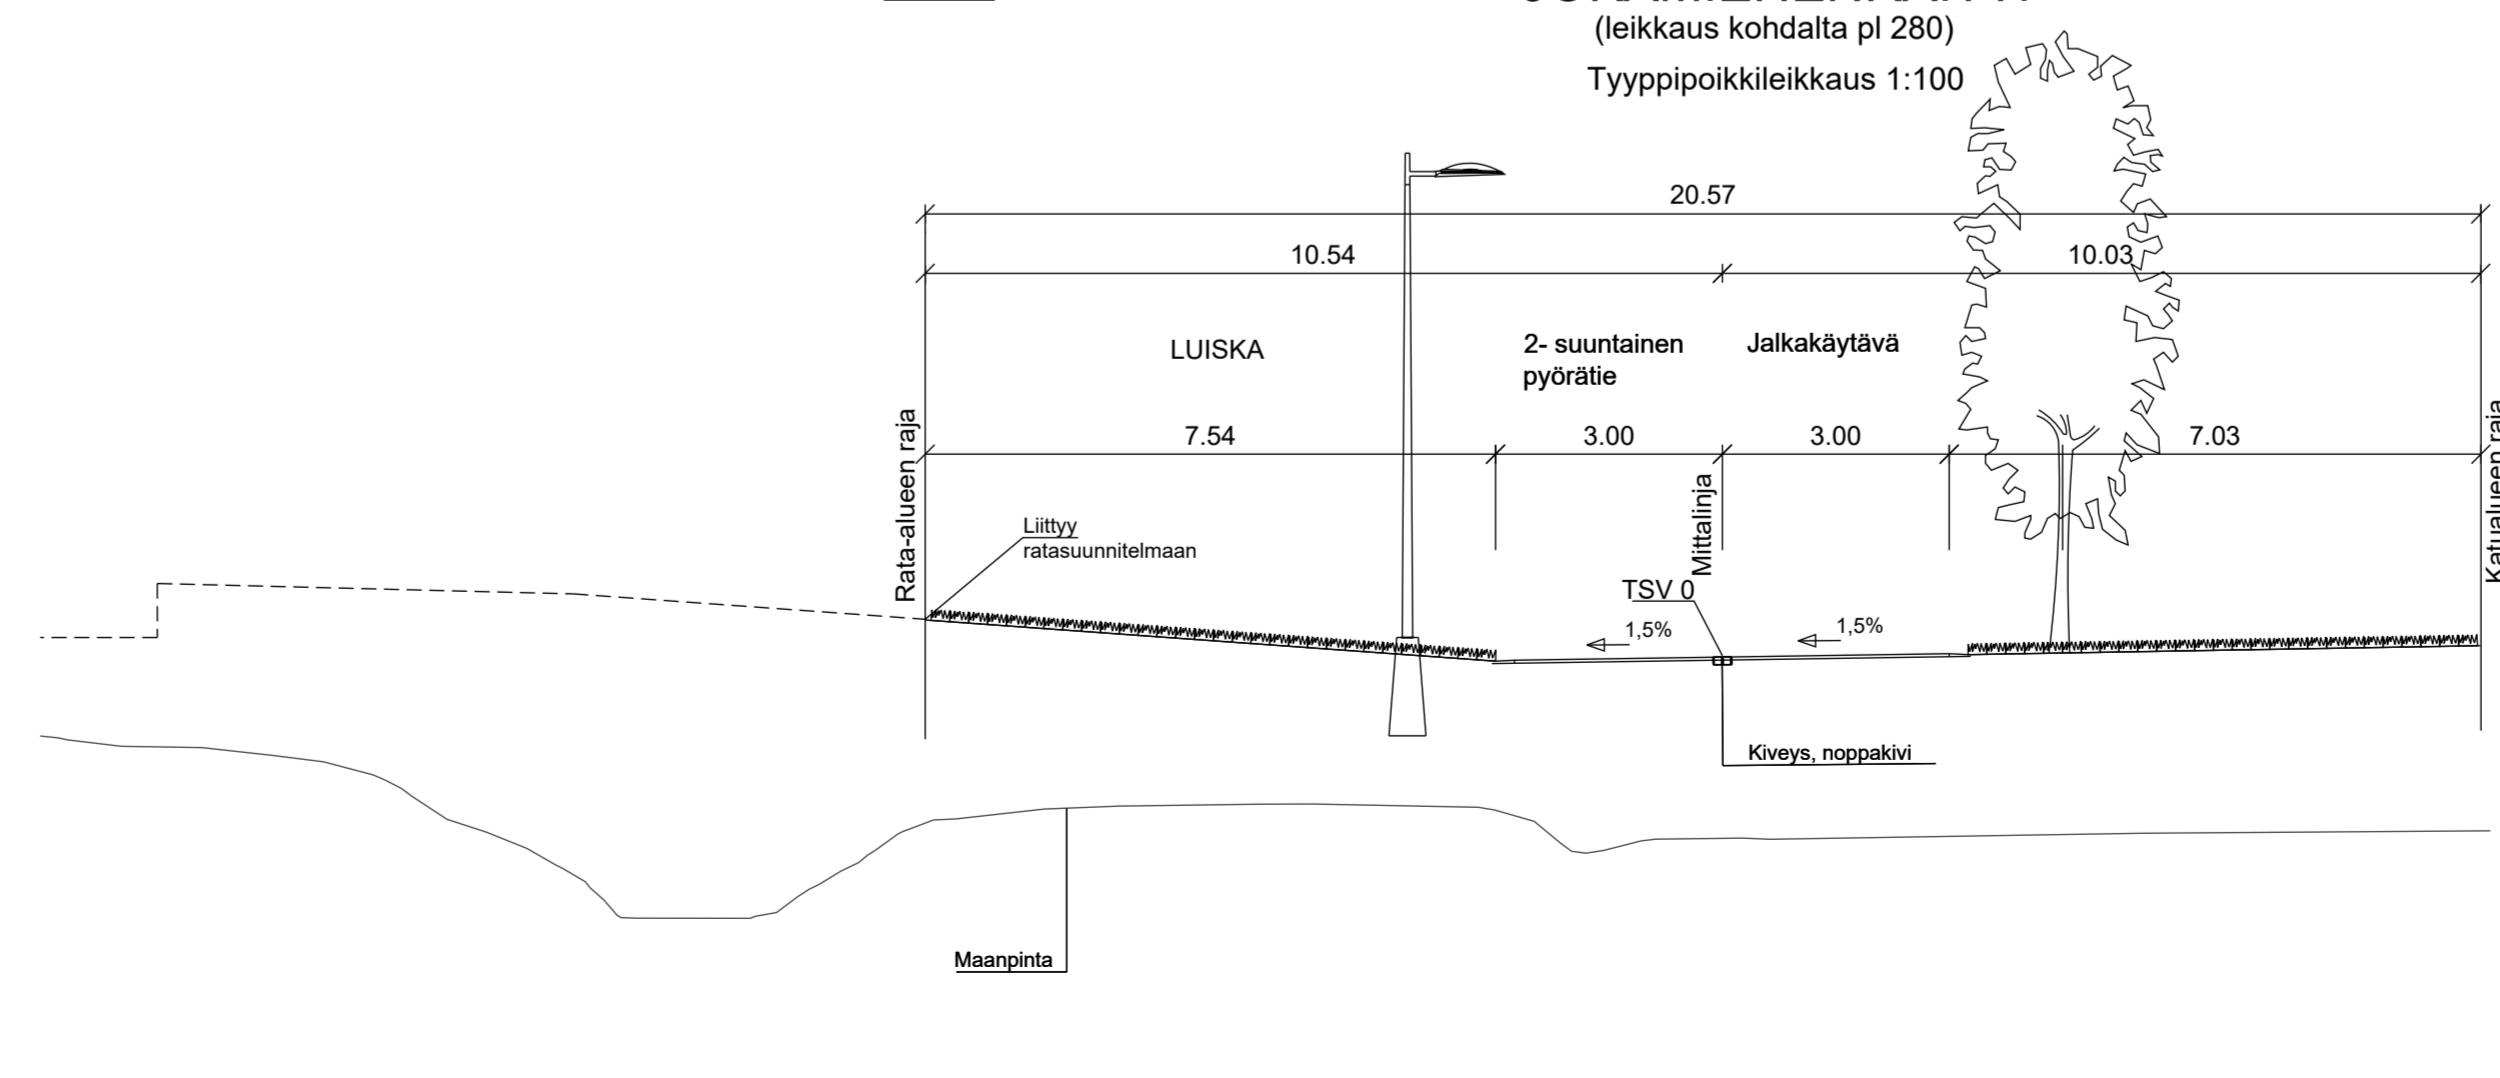 (leikkaus kohdalta pl 280)
Tyyppipoikkileikkaus 1:100
20.57
10.54
10.03
LUISKA
2- suuntainen
pyörätie
Jalkakäytävä
7.54
3.00
3.00
7.03
Rata-alueen raja
Mittalinja
Katualueen raja
Liittyy
ratasuunnitelmaan
TSV 0
1,5%
1,5%
Kiveys, noppakivi
Maanpinta